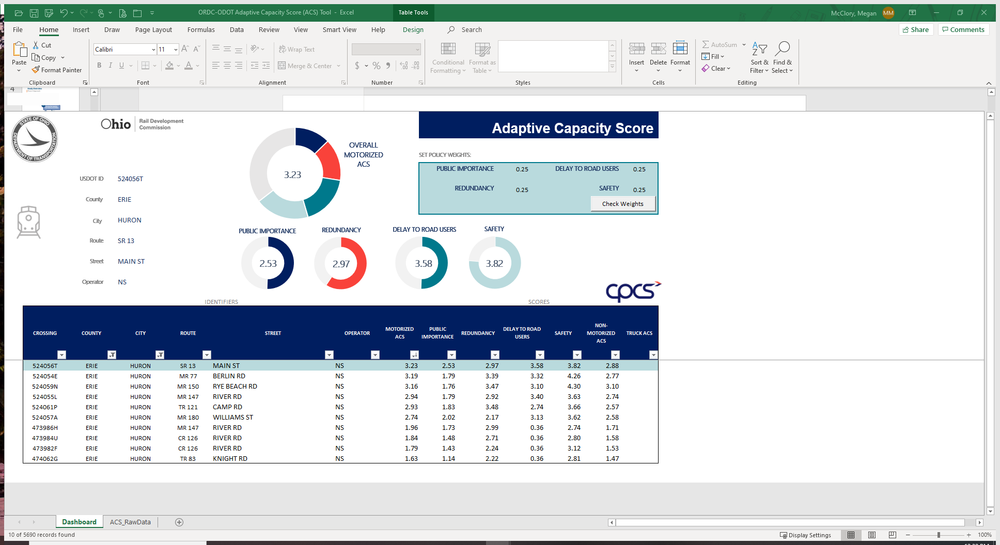 ORDC-ODOT Adaptive Capacity Score (ACS) Tool - Excel
Table Tools
McClory, Megan
MM
File Home Insert Draw Page Layout Formulas Data Review View Smart View Help Design Search
Share
Comments
Paste
Cut
Copy
Format Painter
Clipboard
Calibri
11
B I U
A A
Font
ab Wrap Text
Merge & Center
Alignment
$ %
Number
Conditional Formatting
Format as Table
Styles
Insert Delete Format
Cells
AutoSum
Fill
Clear
Sort & Filter
Find & Select
Editing
4
STATE OF OHIO
DEPARTMENT OF TRANSPORTATION
Ohio
Rail Development
Commission
USDOT ID 524056T
County ERIE
City HURON
Route SR 13
Street MAIN ST
Operator NS
3.23
OVERALL
MOTORIZED
ACS
Adaptive Capacity Score
SET POLICY WEIGHTS:
PUBLIC IMPORTANCE 0.25 DELAY TO ROAD USERS 0.25
REDUNDANCY 0.25 SAFETY 0.25
Check Weights
PUBLIC IMPORTANCE REDUNDANCY DELAY TO ROAD USERS SAFETY
2.53 2.97 3.58 3.82
cpcs
IDENTIFIERS SCORES
CROSSING COUNTY CITY ROUTE STREET OPERATOR MOTORIZED ACS PUBLIC IMPORTANCE REDUNDANCY DELAY TO ROAD USERS SAFETY NON-MOTORIZED ACS TRUCK ACS
524056T ERIE HURON SR 13 MAIN ST NS 3.23 2.53 2.97 3.58 3.82 2.88
524054E ERIE HURON MR 77 BERLIN RD NS 3.19 1.79 3.39 3.32 4.26 2.77
524059N ERIE HURON MR 150 RYE BEACH RD NS 3.16 1.76 3.47 3.10 4.30 3.10
524055L ERIE HURON MR 147 RIVER RD NS 2.94 1.79 2.92 3.40 3.63 2.74
524061P ERIE HURON TR 121 CAMP RD NS 2.93 1.83 3.48 2.74 3.66 2.57
524057A ERIE HURON MR 180 WILLIAMS ST NS 2.74 2.02 2.17 3.13 3.62 2.58
473986H ERIE HURON MR 147 RIVER RD NS 1.96 1.73 2.99 0.36 2.74 1.71
473984U ERIE HURON CR 126 RIVER RD NS 1.84 1.48 2.71 0.36 2.80 1.58
473982F ERIE HURON CR 126 RIVER RD NS 1.79 1.43 2.24 0.36 3.12 1.53
474062G ERIE HURON TR 83 KNIGHT RD NS 1.63 1.14 2.22 0.36 2.81 1.47
Dashboard ACS_RawData
10 of 5690 records found
Display Settings
100%